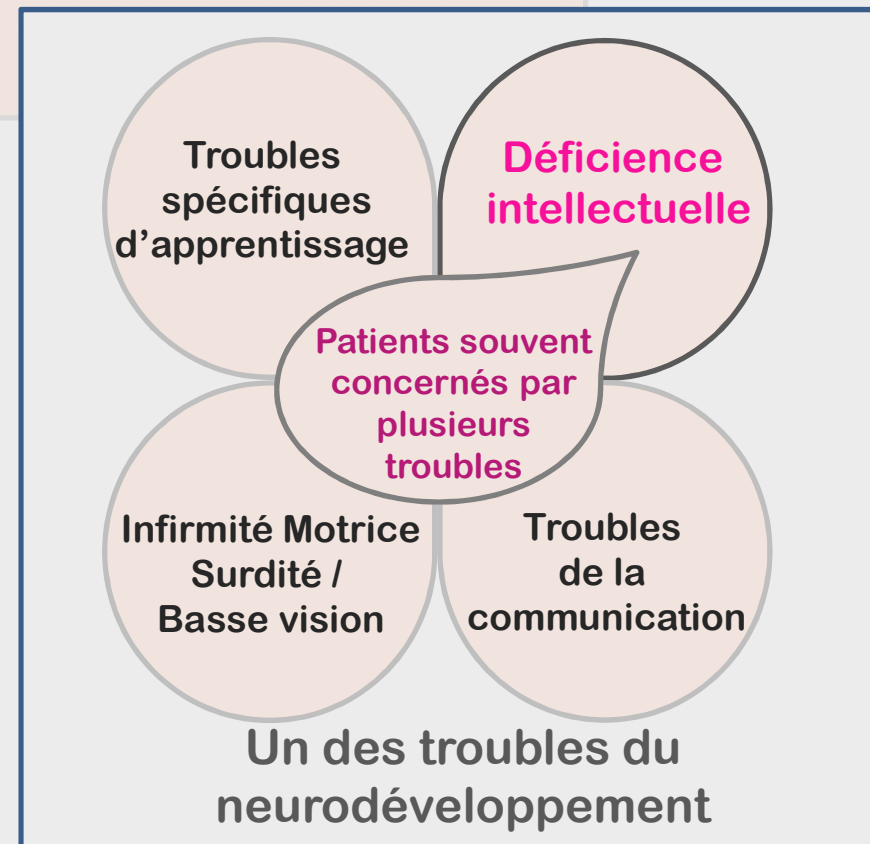 Troubles
spécifiques
d'apprentissage
Déficience
intellectuelle
Patients souvent
concernés par
plusieurs
troubles
Infirmité Motrice
Surdité /
Basse vision
Troubles
de la
communication
Un des troubles du
neurodéveloppement